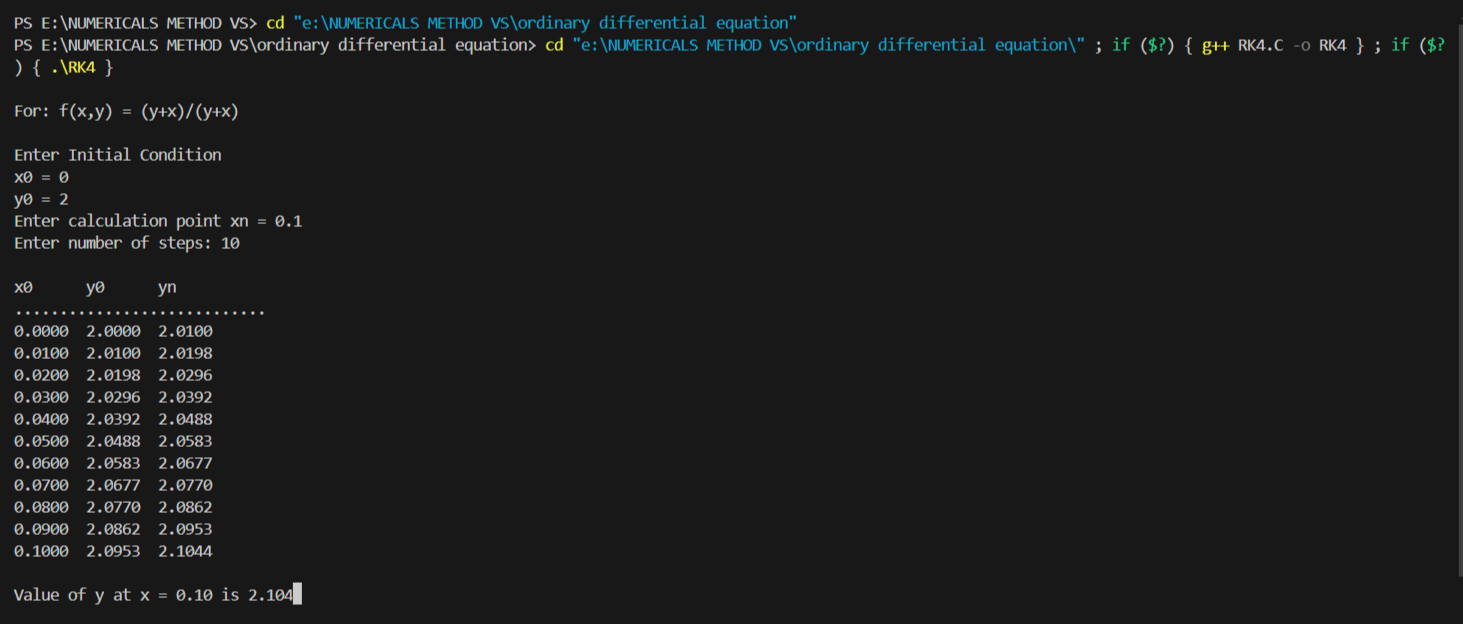 PS E:\NUMERICALS METHOD VS> cd "e:\NUMERICALS METHOD VS\ordinary differential equation"
PS E:\NUMERICALS METHOD VS\ordinary differential equation> cd "e:\NUMERICALS METHOD VS\ordinary differential equation\" ; if ($?) { g++ RK4.C -o RK4 } ; if ($?
) { .\RK4 }
For: f(x,y) = (y+x)/(y+x)
Enter Initial Condition
x0 = 0
y0 = 2
Enter calculation point xn = 0.1
Enter number of steps: 10
x0 y0 yn
............................
0.0000 2.0000 2.0100
0.0100 2.0100 2.0198
0.0200 2.0198 2.0296
0.0300 2.0296 2.0392
0.0400 2.0392 2.0488
0.0500 2.0488 2.0583
0.0600 2.0583 2.0677
0.0700 2.0677 2.0770
0.0800 2.0770 2.0862
0.0900 2.0862 2.0953
0.1000 2.0953 2.1044
Value of y at x = 0.10 is 2.104